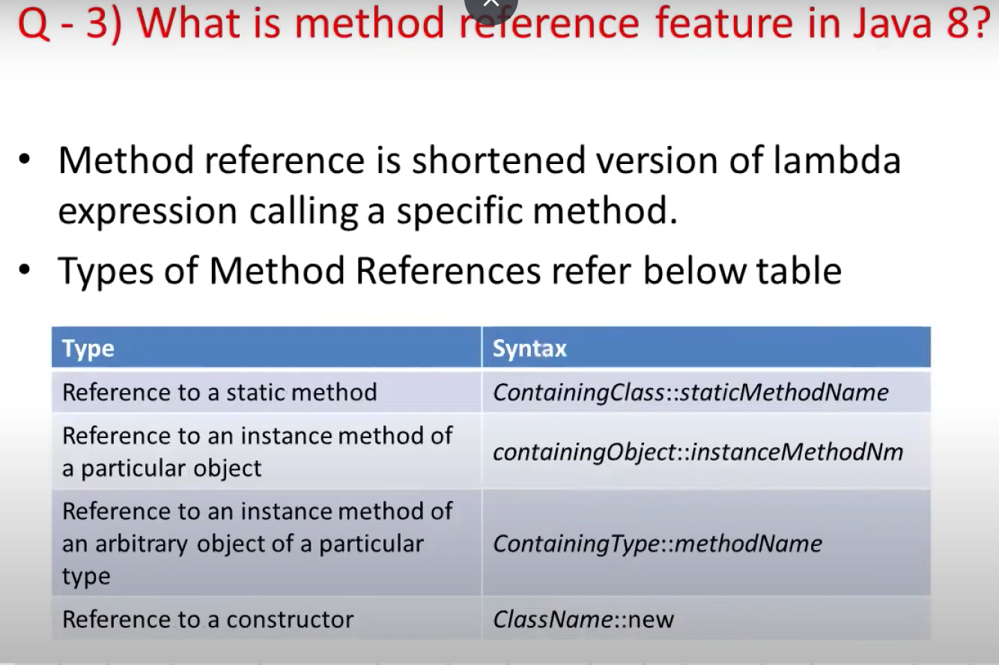 Q - 3) What is method reference feature in Java 8?
• Method reference is shortened version of lambda
expression calling a specific method.
• Types of Method References refer below table
Type
Syntax
Reference to a static method
ContainingClass::staticMethodName
Reference to an instance method of
a particular object
containingObject::instanceMethodNm
Reference to an instance method of
an arbitrary object of a particular
type
ContainingType::methodName
Reference to a constructor
ClassName::new